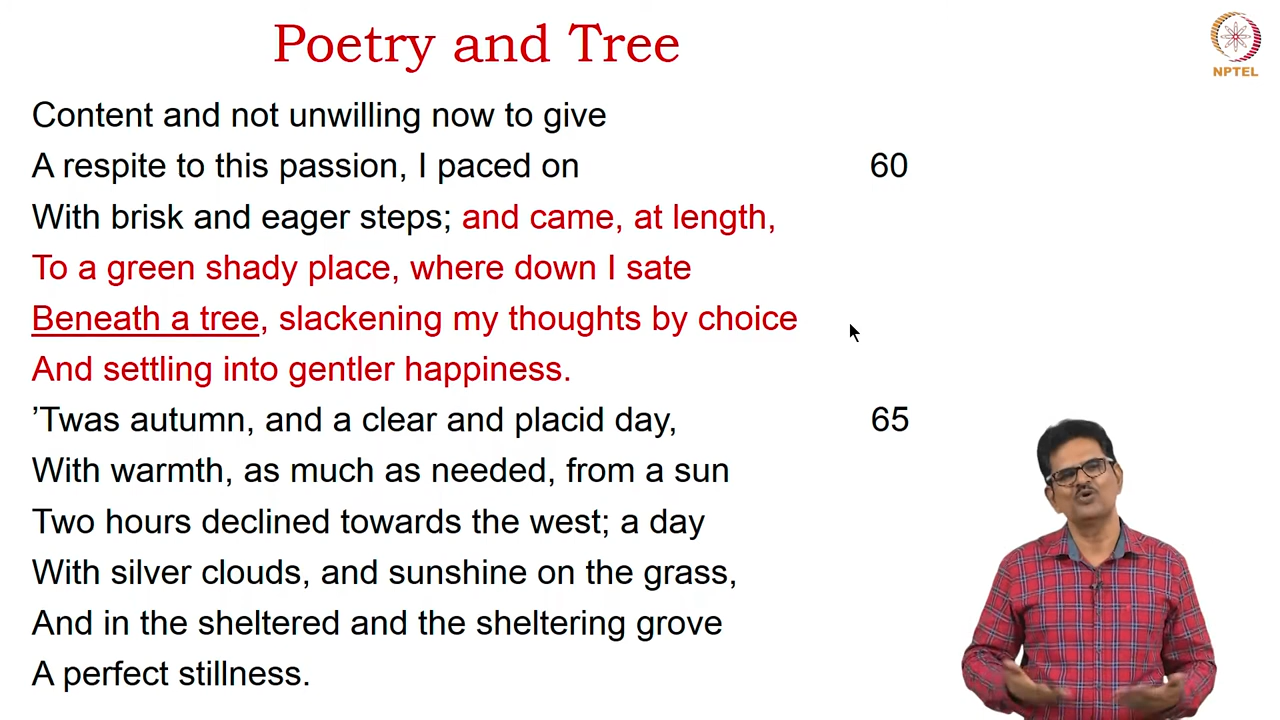 Poetry and Tree
NPTEL
Content and not unwilling now to give
A respite to this passion, I paced on 60
With brisk and eager steps; and came, at length,
To a green shady place, where down I sate
Beneath a tree, slackening my thoughts by choice
And settling into gentler happiness.
’Twas autumn, and a clear and placid day, 65
With warmth, as much as needed, from a sun
Two hours declined towards the west; a day
With silver clouds, and sunshine on the grass,
And in the sheltered and the sheltering grove
A perfect stillness.